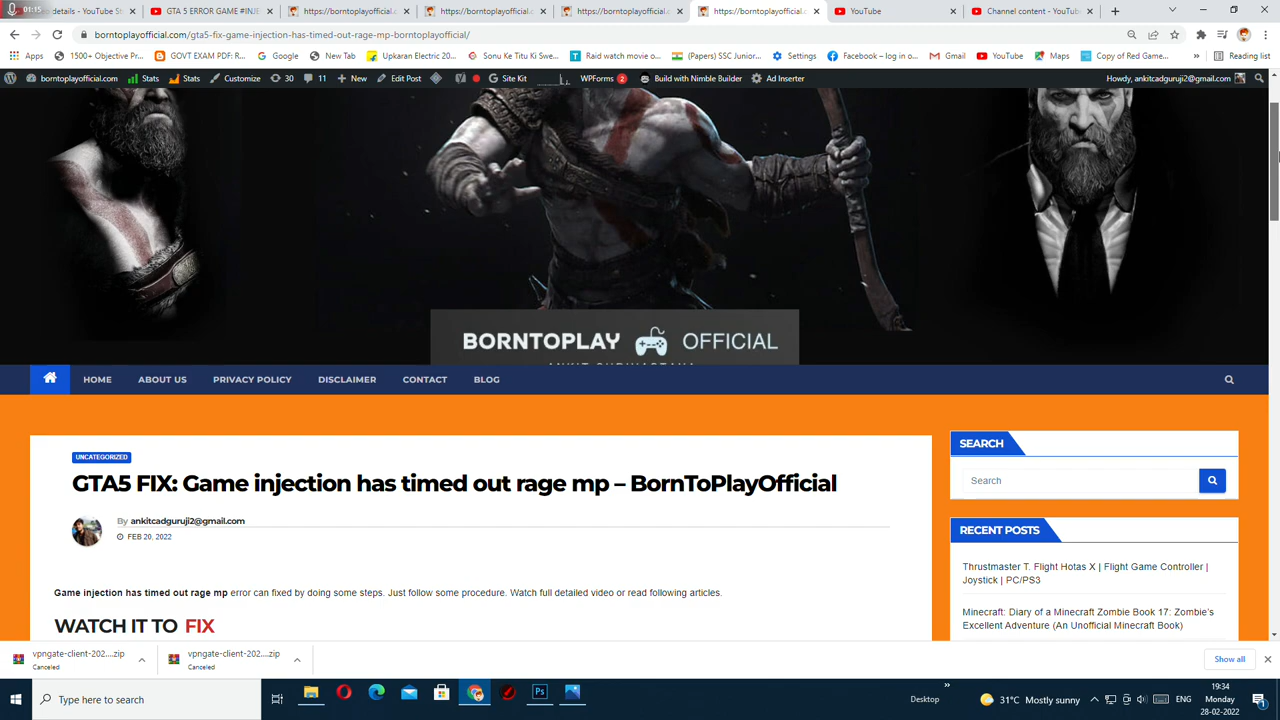 01:15
o details - YouTube St
GTA 5 ERROR GAME #INJE
https://borntoplayofficial.c
https://borntoplayofficial.c
https://borntoplayofficial.c
https://borntoplayofficial.c
YouTube
Channel content - YouTub
borntoplayofficial.com/gta5-fix-game-injection-has-timed-out-rage-mp-borntoplayofficial/
Apps
1500+ Objective Pr...
GOVT EXAM PDF: R...
Google
New Tab
Upkaran Electric 20...
Sonu Ke Titu Ki Swe...
Raid watch movie o...
(Papers) SSC Junior...
Settings
Facebook – log in o...
Gmail
YouTube
Maps
Copy of Red Game...
»
Reading list
borntoplayofficial.com
Stats
Stats
Customize
30
11
New
Edit Post
Site Kit
WPForms 2
Build with Nimble Builder
Ad Inserter
Howdy, ankitcadguruji2@gmail.com
BORNTOPLAY OFFICIAL
HOME
ABOUT US
PRIVACY POLICY
DISCLAIMER
CONTACT
BLOG
UNCATEGORIZED
GTA5 FIX: Game injection has timed out rage mp – BornToPlayOfficial
By ankitcadguruji2@gmail.com
FEB 20, 2022
Game injection has timed out rage mp error can fixed by doing some steps. Just follow some procedure. Watch full detailed video or read following articles.
WATCH IT TO FIX
SEARCH
Search
RECENT POSTS
Thrustmaster T. Flight Hotas X | Flight Game Controller |
Joystick | PC/PS3
Minecraft: Diary of a Minecraft Zombie Book 17: Zombie's
Excellent Adventure (An Unofficial Minecraft Book)
vpngate-client-202....zip
Canceled
vpngate-client-202....zip
Canceled
Show all
Type here to search
Ps
Desktop
»
31°C Mostly sunny
ENG
19:34
Monday
28-02-2022
1